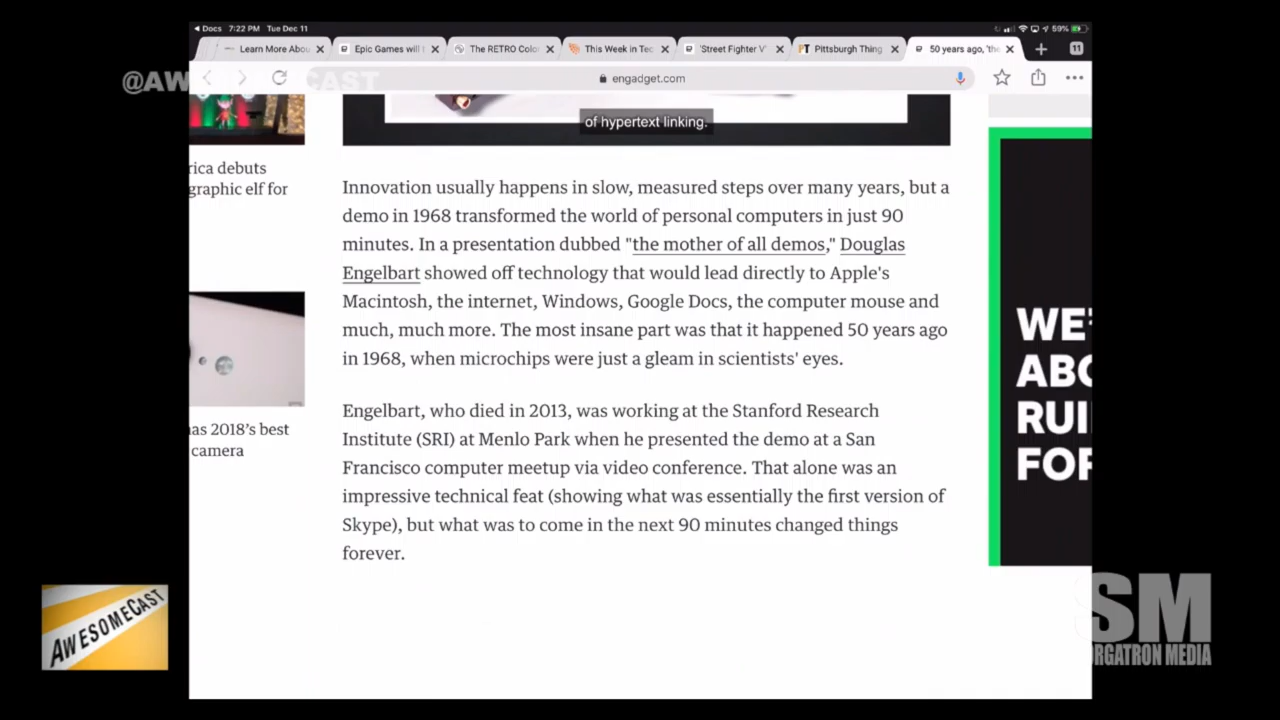 Docs 7:22 PM Tue Dec 11
59%
Learn More Abou
Epic Games will t
The RETRO Colo
This Week in Tec
'Street Fighter V'
Pittsburgh Thing
50 years ago, 'the
11
@AWESOMECAST
engadget.com
of hypertext linking.
rica debuts
graphic elf for
Innovation usually happens in slow, measured steps over many years, but a
demo in 1968 transformed the world of personal computers in just 90
minutes. In a presentation dubbed "the mother of all demos," Douglas
Engelbart showed off technology that would lead directly to Apple's
Macintosh, the internet, Windows, Google Docs, the computer mouse and
much, much more. The most insane part was that it happened 50 years ago
in 1968, when microchips were just a gleam in scientists' eyes.
as 2018's best
camera
Engelbart, who died in 2013, was working at the Stanford Research
Institute (SRI) at Menlo Park when he presented the demo at a San
Francisco computer meetup via video conference. That alone was an
impressive technical feat (showing what was essentially the first version of
Skype), but what was to come in the next 90 minutes changed things
forever.
WE'
ABO
RUI
FOR
AWESOMECAST
SM
ORGATRON MEDIA